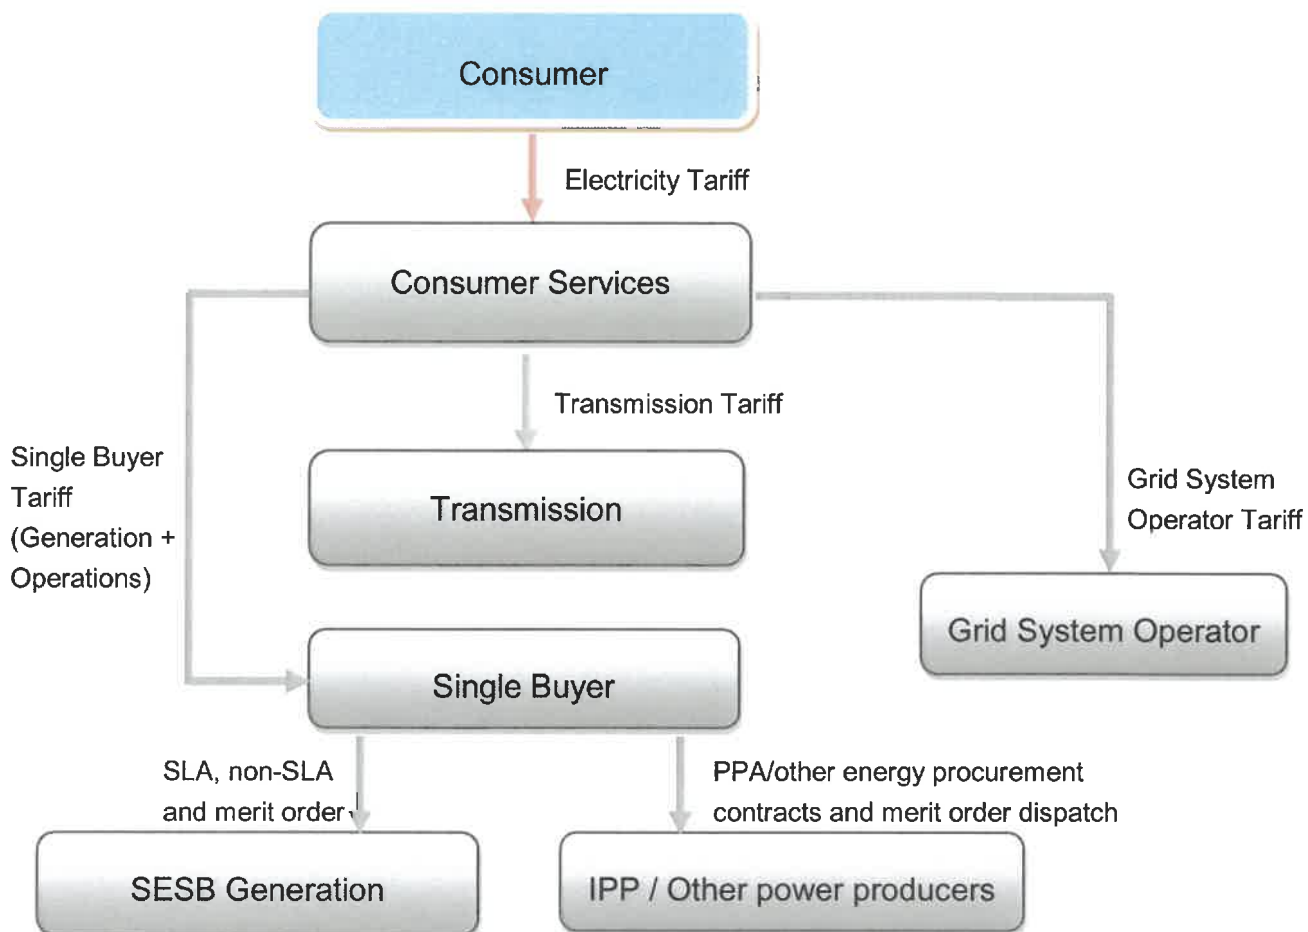 Consumer
Electricity Tariff
Consumer Services
Transmission Tariff
Single Buyer
Tariff
(Generation +
Operations)
Transmission
Grid System
Operator Tariff
Grid System Operator
Single Buyer
SLA, non-SLA
and merit order
PPA/other energy procurement
contracts and merit order dispatch
SESB Generation
IPP / Other power producers